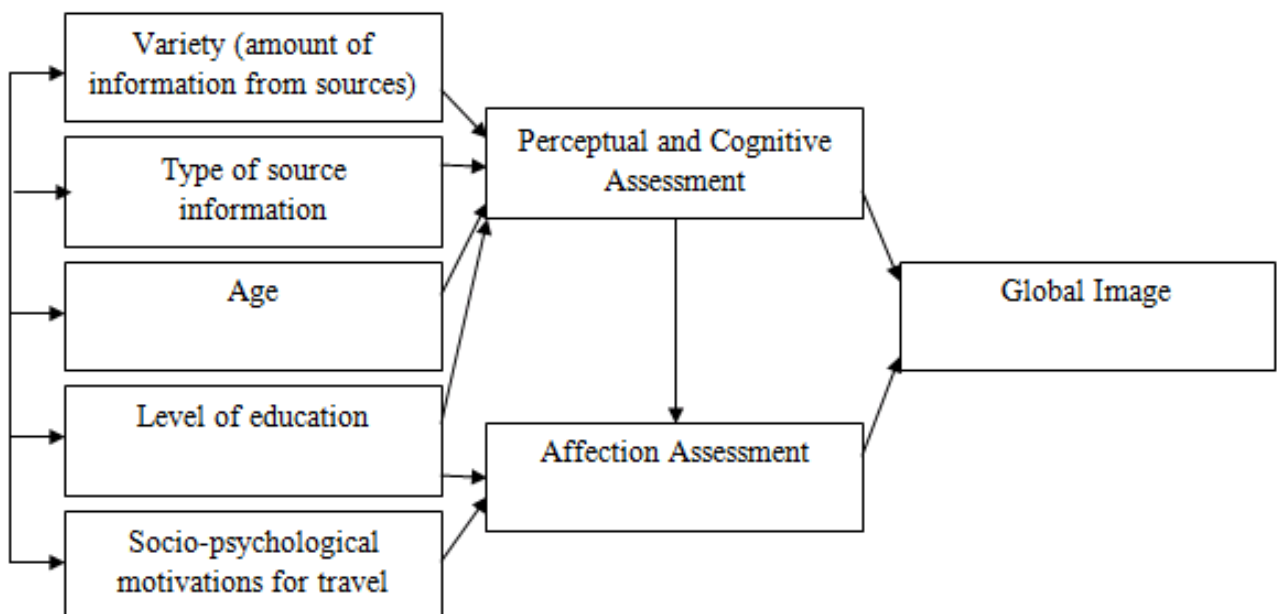 Variety (amount of
information from sources)
Type of source
information
Age
Level of education
Socio-psychological
motivations for travel
Perceptual and Cognitive
Assessment
Affection Assessment
Global Image